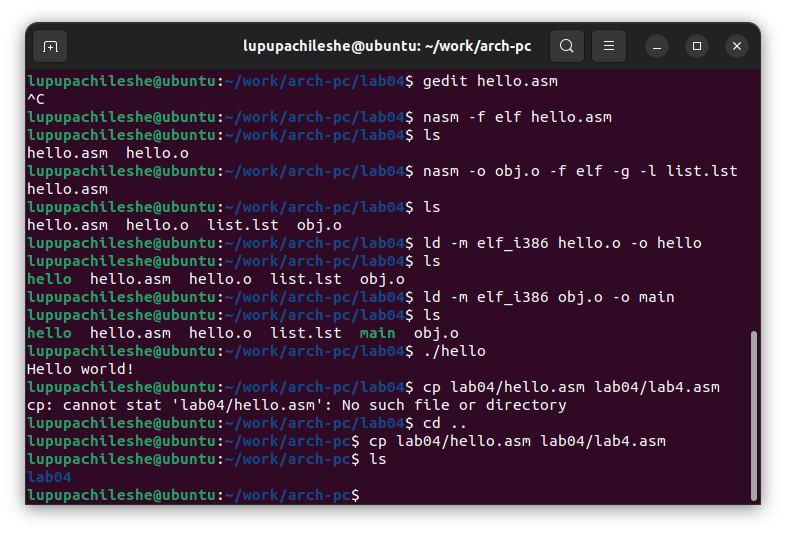 lupupachileshe@ubuntu: ~/work/arch-pc
lupupachileshe@ubuntu:~/work/arch-pc/lab04$ gedit hello.asm
^C
lupupachileshe@ubuntu:~/work/arch-pc/lab04$ nasm -f elf hello.asm
lupupachileshe@ubuntu:~/work/arch-pc/lab04$ ls
hello.asm  hello.o
lupupachileshe@ubuntu:~/work/arch-pc/lab04$ nasm -o obj.o -f elf -g -l list.lst
hello.asm
lupupachileshe@ubuntu:~/work/arch-pc/lab04$ ls
hello.asm  hello.o  list.lst  obj.o
lupupachileshe@ubuntu:~/work/arch-pc/lab04$ ld -m elf_i386 hello.o -o hello
lupupachileshe@ubuntu:~/work/arch-pc/lab04$ ls
hello  hello.asm  hello.o  list.lst  obj.o
lupupachileshe@ubuntu:~/work/arch-pc/lab04$ ld -m elf_i386 obj.o -o main
lupupachileshe@ubuntu:~/work/arch-pc/lab04$ ls
hello  hello.asm  hello.o  list.lst  main  obj.o
lupupachileshe@ubuntu:~/work/arch-pc/lab04$ ./hello
Hello world!
lupupachileshe@ubuntu:~/work/arch-pc/lab04$ cp lab04/hello.asm lab04/lab4.asm
cp: cannot stat 'lab04/hello.asm': No such file or directory
lupupachileshe@ubuntu:~/work/arch-pc/lab04$ cd ..
lupupachileshe@ubuntu:~/work/arch-pc$ cp lab04/hello.asm lab04/lab4.asm
lupupachileshe@ubuntu:~/work/arch-pc$ ls
lab04
lupupachileshe@ubuntu:~/work/arch-pc$